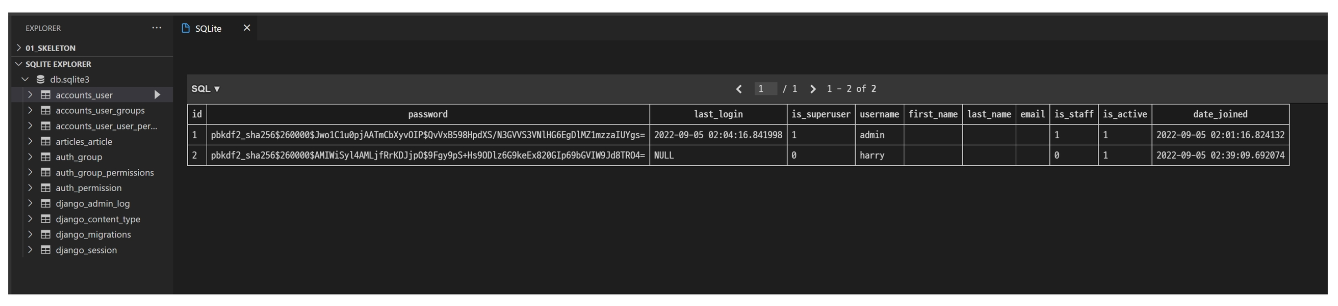 EXPLORER ...
SQLite ×
> 01_SKELETON
SQLITE EXPLORER
db.sqlite3
accounts_user
accounts_user_groups
accounts_user_user_per...
articles_article
auth_group
auth_group_permissions
auth_permission
django_admin_log
django_content_type
django_migrations
django_session
SQL ▼ < 1 / 1 > 1 - 2 of 2
id password last_login is_superuser username first_name last_name email is_staff is_active date_joined
1 pbkdf2_sha256$260000$Jwo1C1u0pjAATmCbXyvOIP$QvVxB598HpdXS/N3GVVS3VNlHG6EgDlMZ1mzzaIUYgs= 2022-09-05 02:04:16.841998 1 admin 1 1 2022-09-05 02:01:16.824132
2 pbkdf2_sha256$260000$AMIWiSyl4AMLjfRrKDJjpO$9Fgy9pS+Hs9ODlz6G9keEx820GIp69bGVIW9Jd8TRO4= NULL 0 harry 0 1 2022-09-05 02:39:09.692074